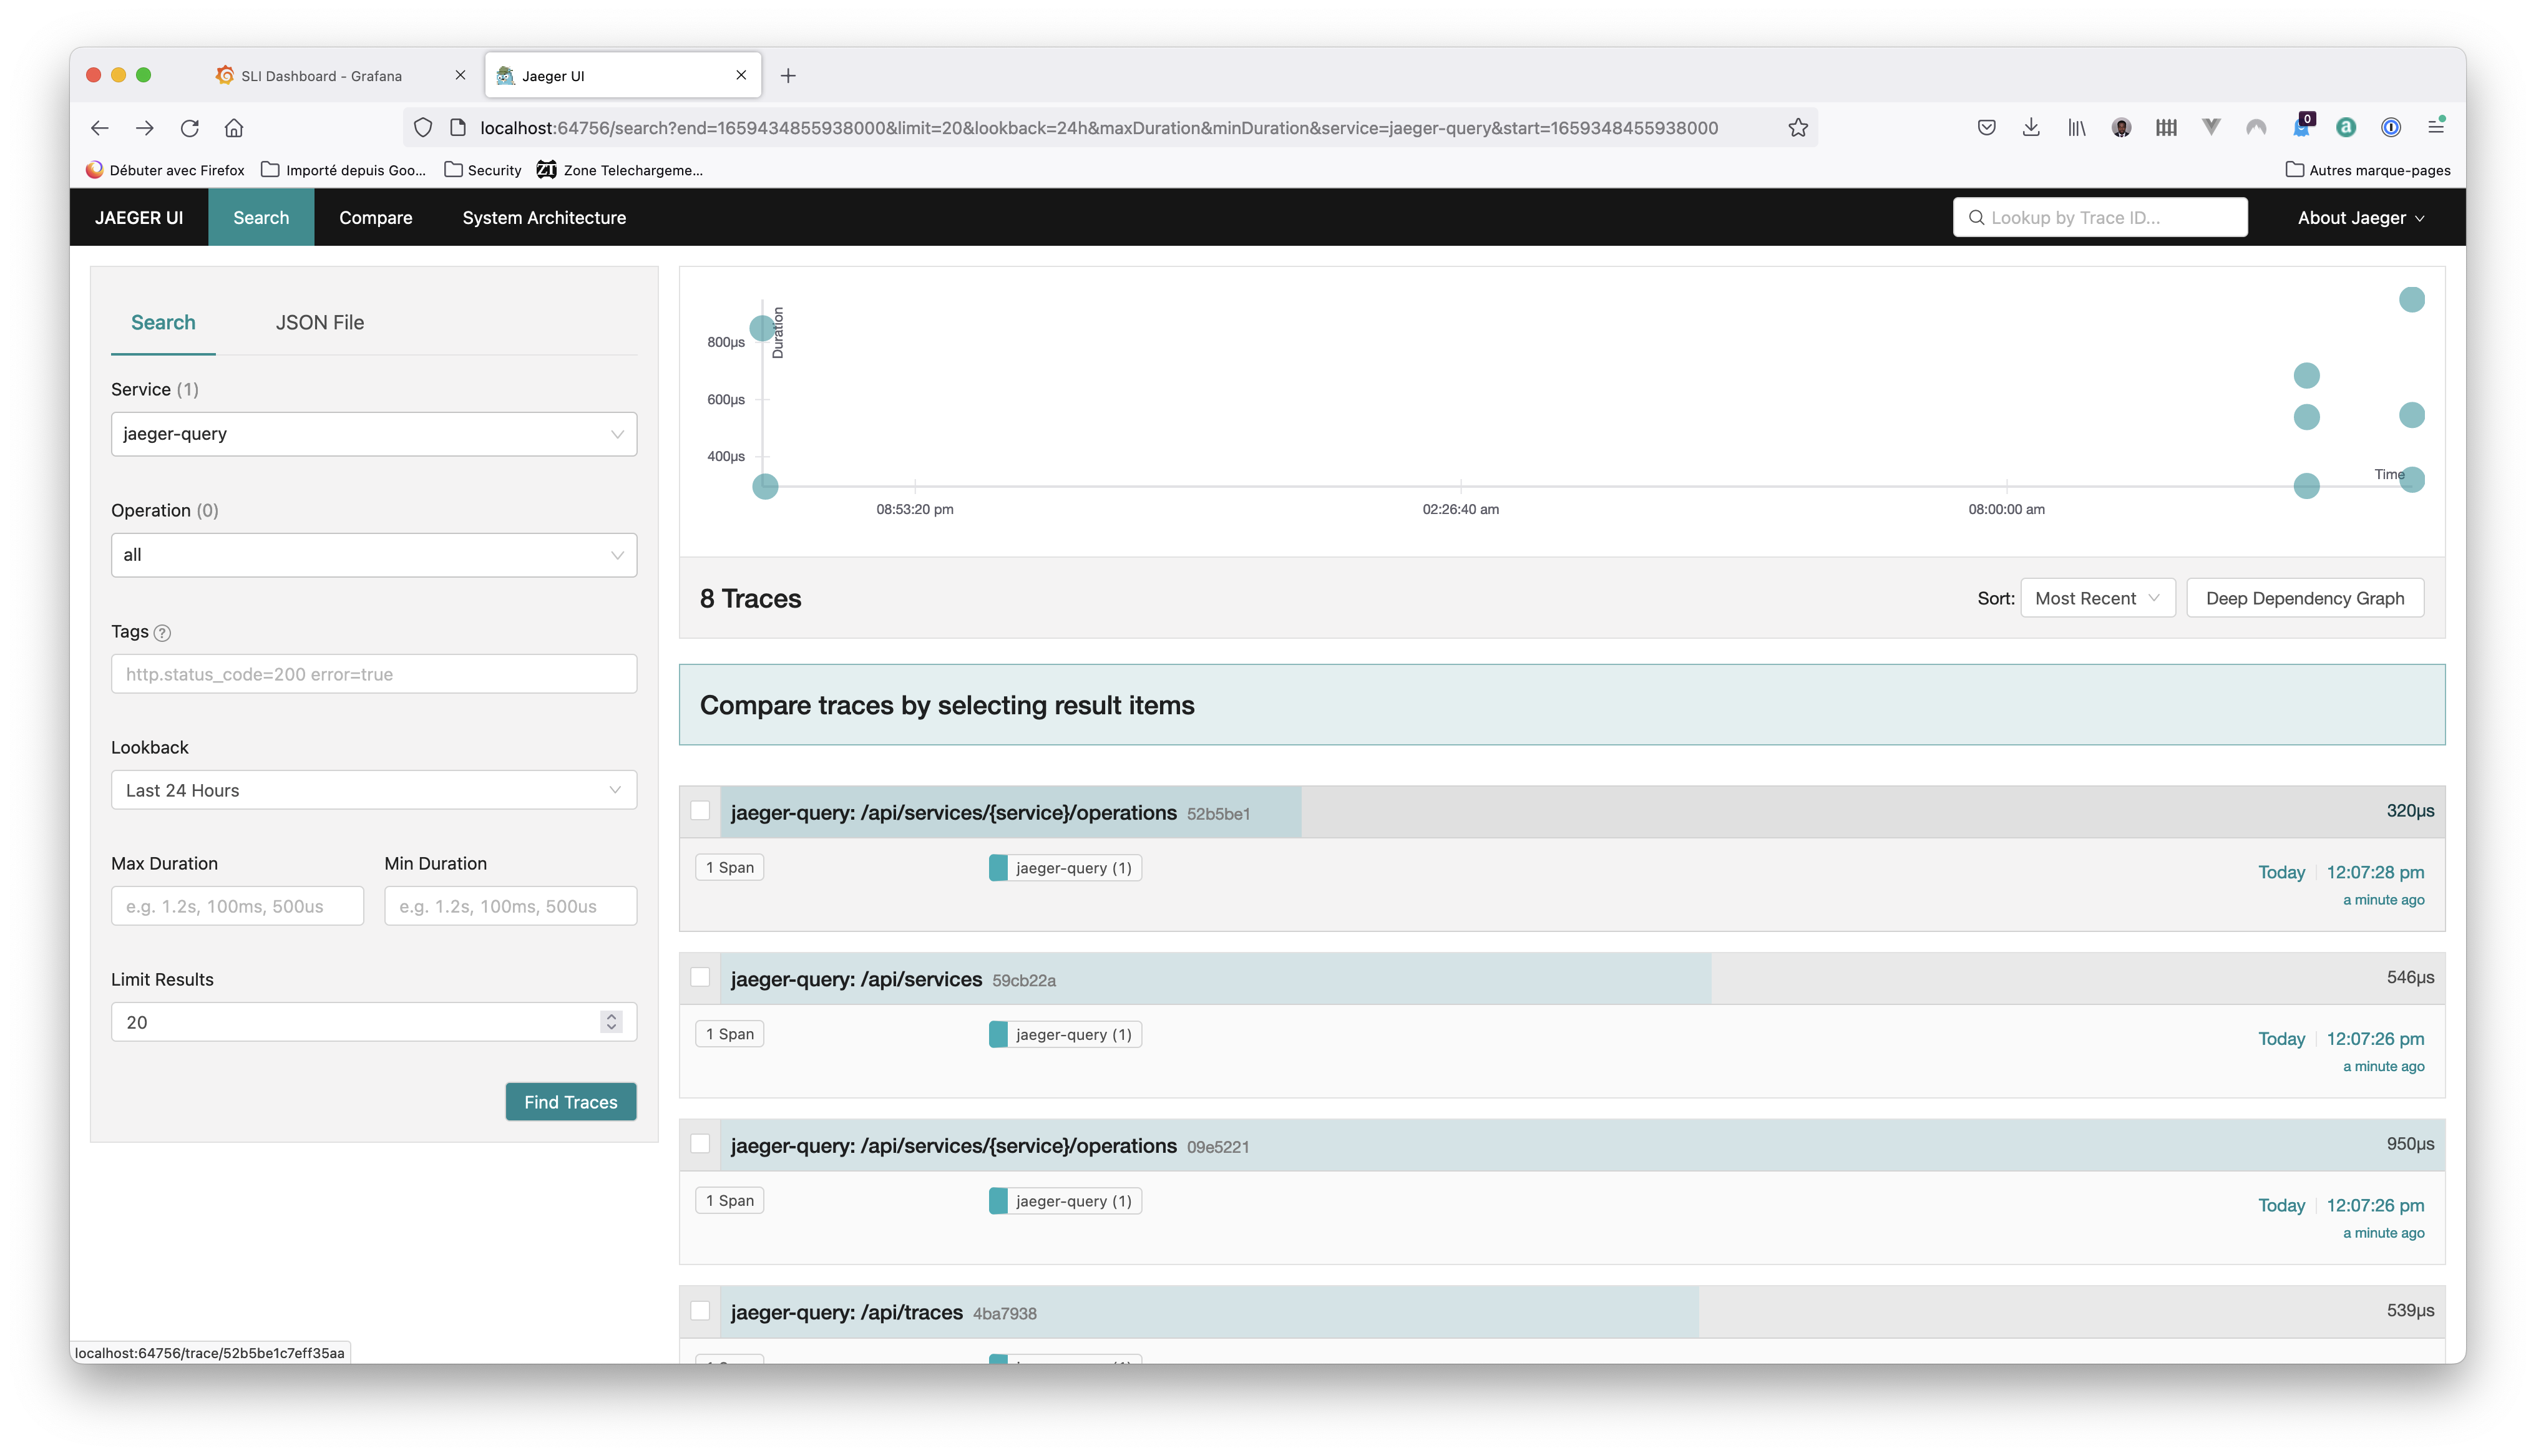 SLI Dashboard - Grafana
Jaeger UI
localhost:64756/search?end=1659434855938000&limit=20&lookback=24h&maxDuration&minDuration&service=jaeger-query&start=1659348455938000
0
a
Débuter avec Firefox
Importé depuis Goo...
Security
ZT Zone Telechargeme...
Autres marque-pages
JAEGER UI
Search
Compare
System Architecture
Lookup by Trace ID...
About Jaeger
Search
JSON File
Service (1)
jaeger-query
Operation (0)
all
Tags ?
http.status_code=200 error=true
Lookback
Last 24 Hours
Max Duration
Min Duration
e.g. 1.2s, 100ms, 500us
e.g. 1.2s, 100ms, 500us
Limit Results
20
Find Traces
Duration
800μs
600μs
400μs
Time
08:53:20 pm
02:26:40 am
08:00:00 am
8 Traces
Sort: Most Recent
Deep Dependency Graph
Compare traces by selecting result items
jaeger-query: /api/services/{service}/operations 52b5be1
320μs
1 Span
jaeger-query (1)
Today 12:07:28 pm
a minute ago
jaeger-query: /api/services 59cb22a
546μs
1 Span
jaeger-query (1)
Today 12:07:26 pm
a minute ago
jaeger-query: /api/services/{service}/operations 09e5221
950μs
1 Span
jaeger-query (1)
Today 12:07:26 pm
a minute ago
jaeger-query: /api/traces 4ba7938
539μs
localhost:64756/trace/52b5be1c7eff35aa